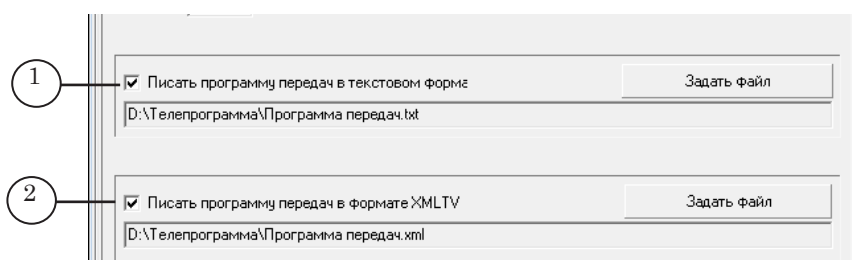 1
Писать программу передач в текстовом форма
Задать файл
D:\Телепрограмма\Программа передач.txt
2
Писать программу передач в формате XMLTV
Задать файл
D:\Телепрограмма\Программа передач.xml